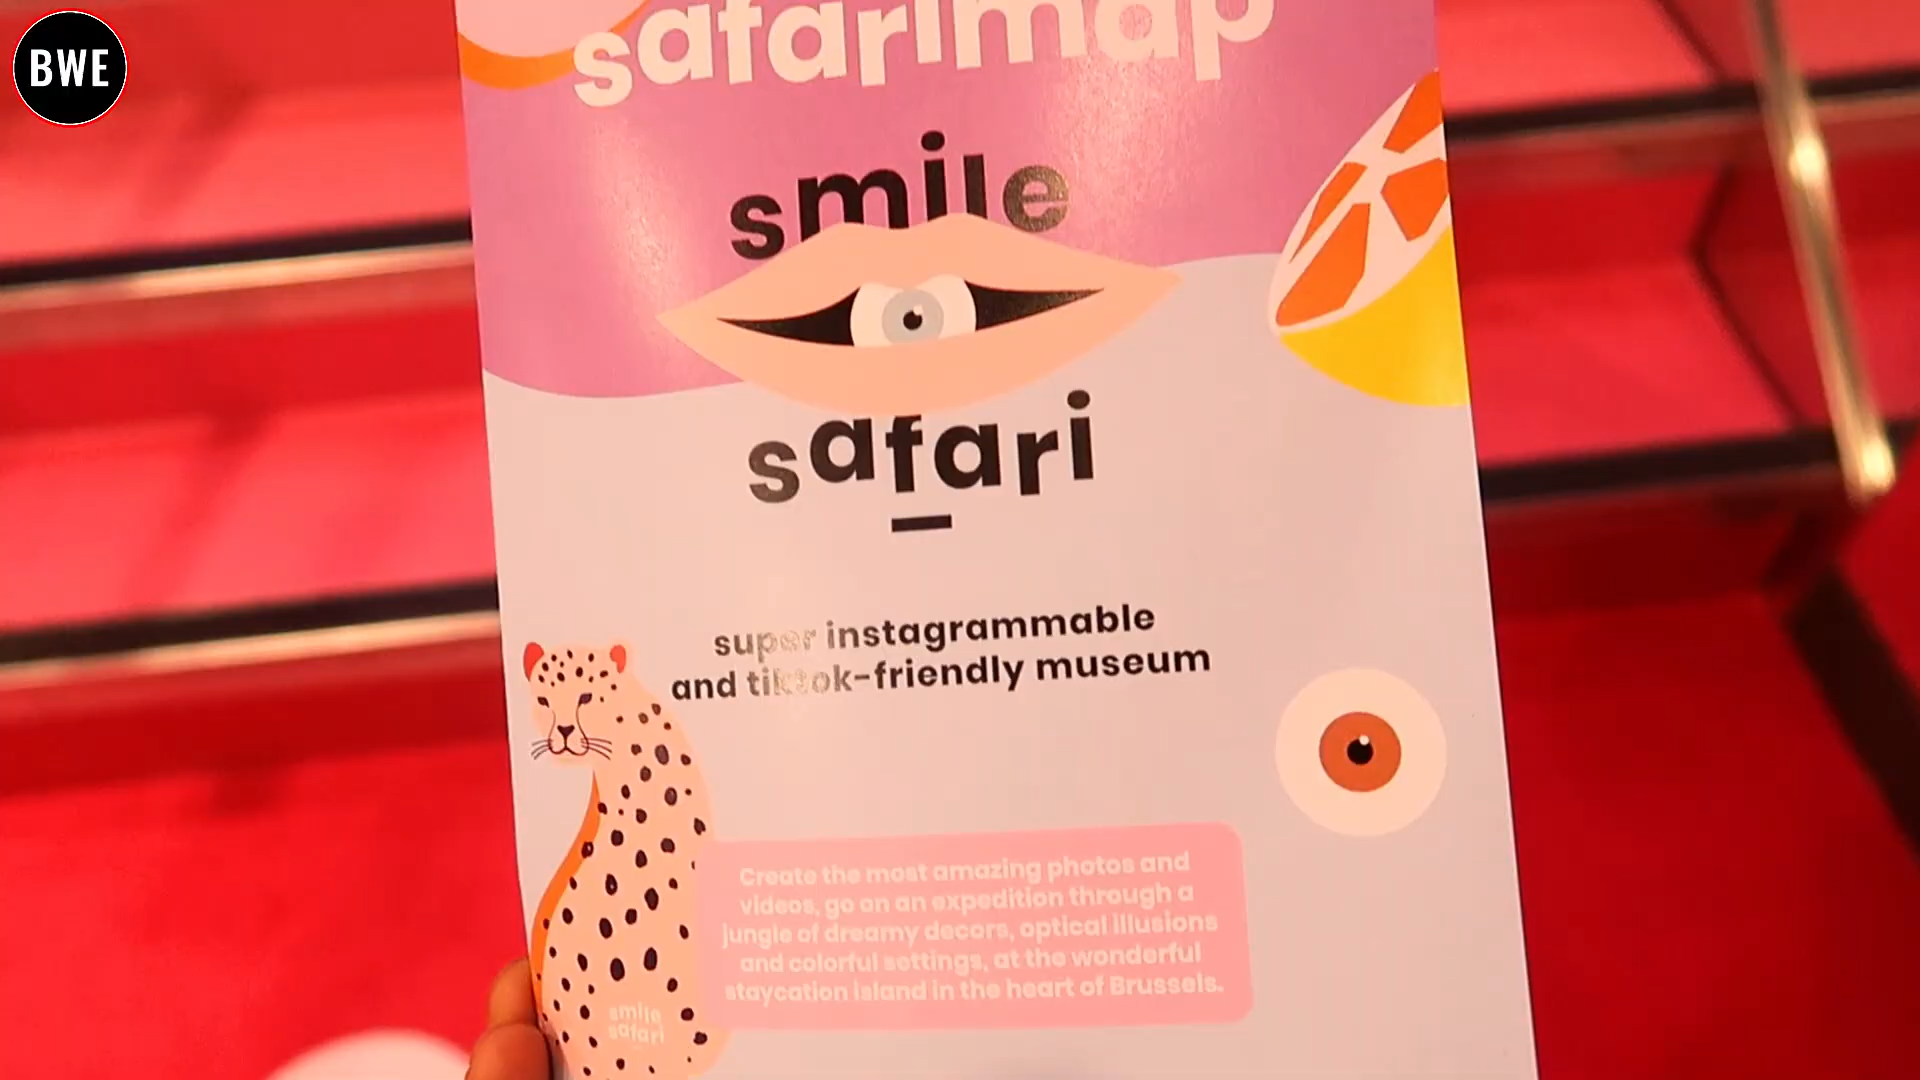 BWE
safarimap
smile
safari
super instagrammable
and tiktok-friendly museum
Create the most amazing photos and
videos, go on an expedition through a
jungle of dreamy decors, optical illusions
and colorful settings, at the wonderful
staycation island in the heart of Brussels.
smile
safari